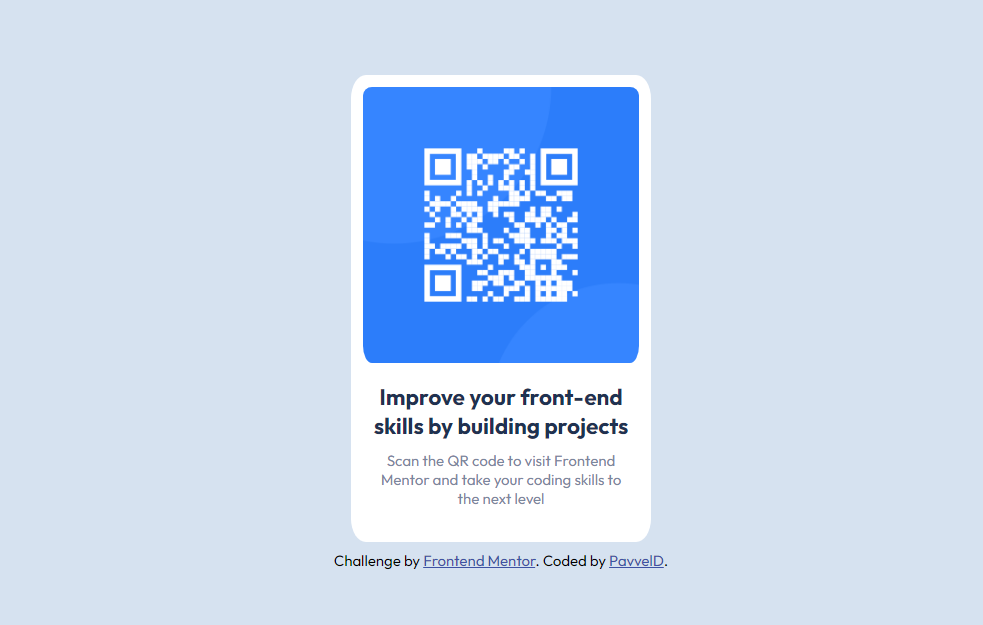 Improve your front-end
skills by building projects
Scan the QR code to visit Frontend
Mentor and take your coding skills to
the next level
Challenge by Frontend Mentor. Coded by PavvelD.